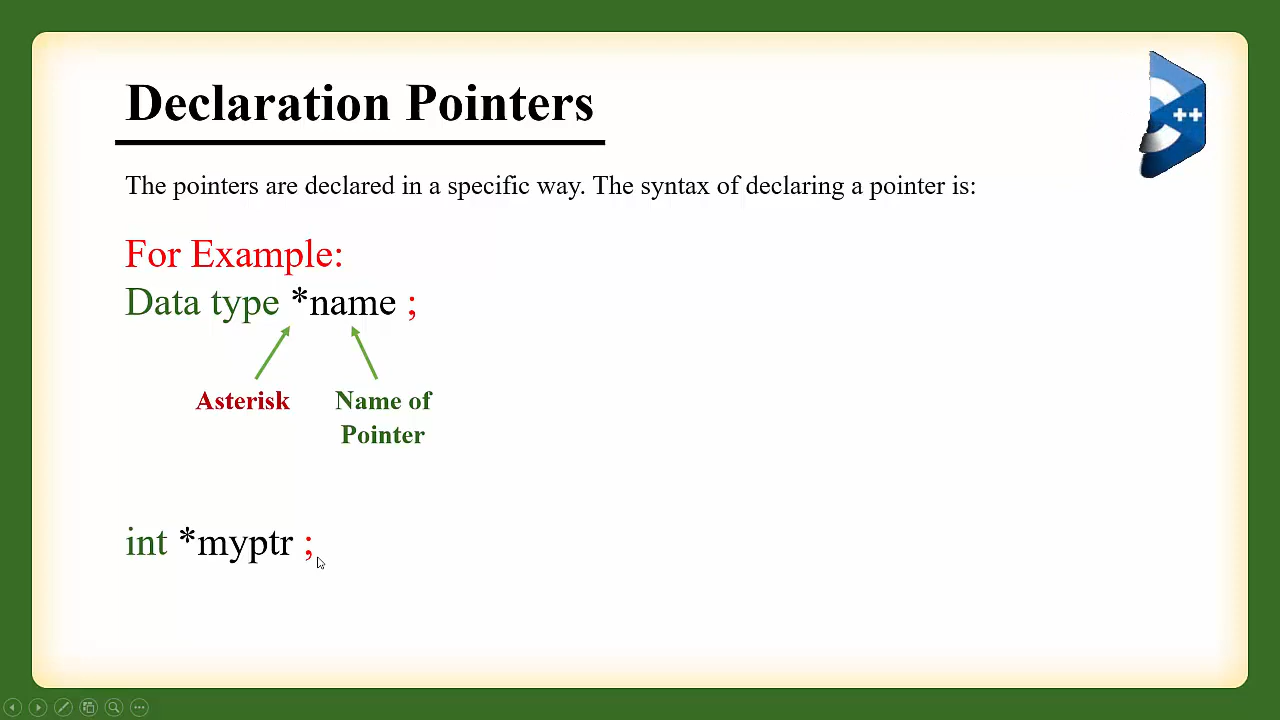 Declaration Pointers
++
The pointers are declared in a specific way. The syntax of declaring a pointer is:
For Example:
Data type *name ;
Asterisk
Name of
Pointer
int *myptr ;